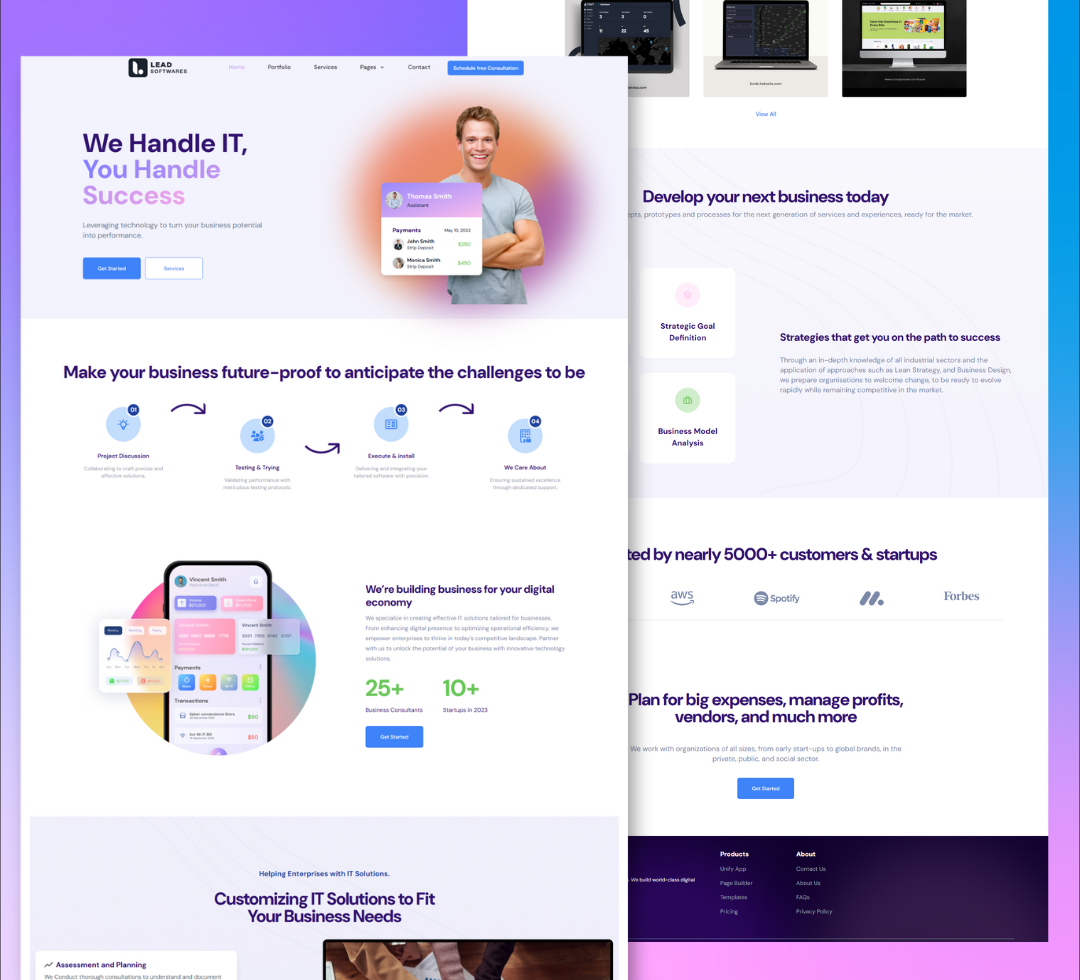 LEAD
SOFTWARES
Home
Portfolio
Services
Pages
Contact
Schedule free Consultation
We Handle IT,
You Handle
Success
Leveraging technology to turn your business potential
into performance.
Get Started
Services
Thomas Smith
Assistant
Payments
May 10, 2022
John Smith
Strip Deposit
$350
Monica Smith
Strip Deposit
$450
Make your business future-proof to anticipate the challenges to be
01
Project Discussion
Collaborating to craft precise and
effective solutions.
02
Testing & Trying
Validating performance with
meticulous testing protocols.
03
Execute & install
Delivering and integrating your
tailored software with precision.
04
We Care About
Ensuring sustained excellence
through dedicated support.
Vincent Smith
Payments
Transactions
$50
$50
We're building business for your digital
economy
We specialize in creating effective IT solutions tailored for businesses.
From enhancing digital presence to optimizing operational efficiency, we
empower enterprises to thrive in today's competitive landscape. Partner
with us to unlock the potential of your business with innovative technology
solutions.
25+
Business Consultants
10+
Startups in 2023
Get Started
Helping Enterprises with IT Solutions.
Customizing IT Solutions to Fit
Your Business Needs
Assessment and Planning
We Conduct thorough consultations to understand and document
View All
Develop your next business today
pts, prototypes and processes for the next generation of services and experiences, ready for the market.
Strategic Goal
Definition
Business Model
Analysis
Strategies that get you on the path to success
Through an in-depth knowledge of all industrial sectors and the
application of approaches such as Lean Strategy, and Business Design,
we prepare organisations to welcome change, to be ready to evolve
rapidly while remaining competitive in the market.
ted by nearly 5000+ customers & startups
aws
Spotify
Forbes
Plan for big expenses, manage profits,
vendors, and much more
We work with organizations of all sizes, from early start-ups to global brands, in the
private, public, and social sector.
Get Started
We build world-class digital
Products
Unify App
Page Builder
Templates
Pricing
About
Contact Us
About Us
FAQs
Privacy Policy